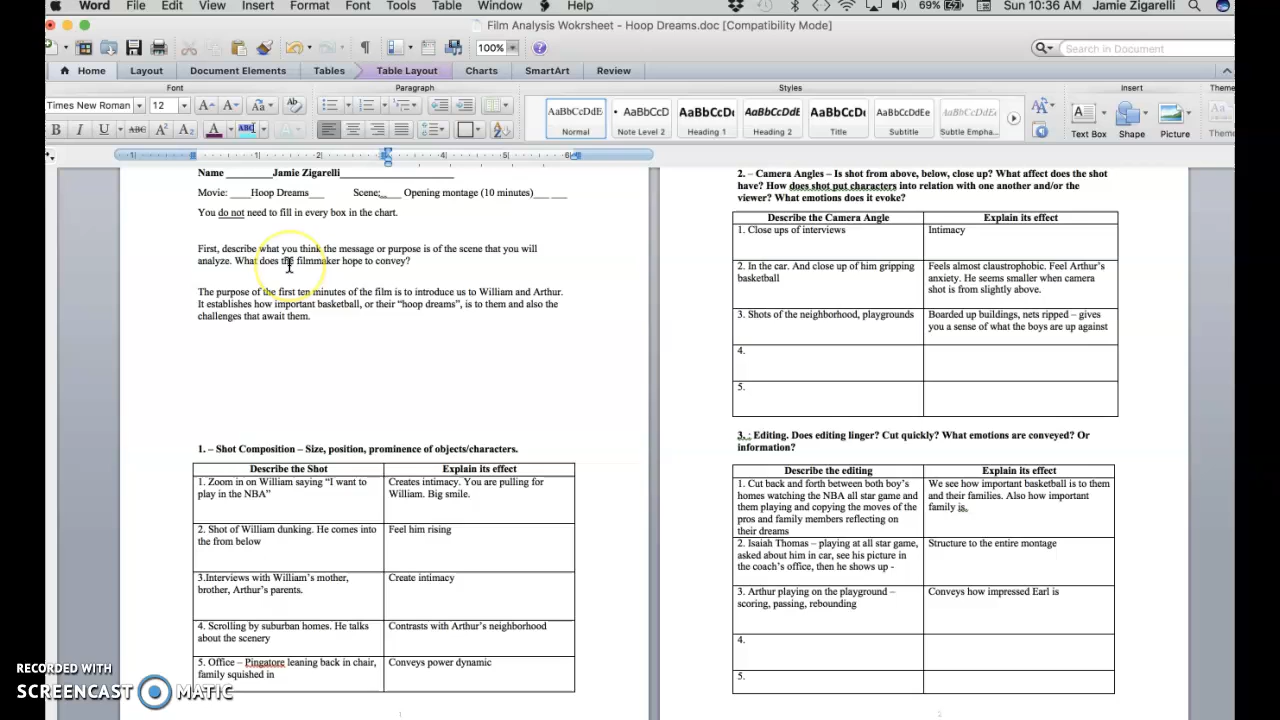 Word File Edit View Insert Format Font Tools Table Window Help 69% Sun 10:36 AM Jamie Zigarelli
Film Analysis Woksheet - Hoop Dreams.doc [Compatibility Mode]
100% Search in Document
Home Layout Document Elements Tables Table Layout Charts SmartArt Review
Font Paragraph Styles Insert Theme
Times New Roman 12
AaBbCcDdE Normal
AaBbCcD Note Level 2
AaBbCcDc Heading 1
AaBbCcDdE Heading 2
AaBbCcD Title
AaBbCcDdE Subtitle
AaBbCcDdE Subtle Empha...
Text Box Shape Picture Theme
Name ________Jamie Zigarelli____________________
Movie: ____Hoop Dreams___ Scene:____ Opening montage (10 minutes)___ ___
You do not need to fill in every box in the chart.
First, describe what you think the message or purpose is of the scene that you will
analyze. What does the filmmaker hope to convey?
The purpose of the first ten minutes of the film is to introduce us to William and Arthur.
It establishes how important basketball, or their “hoop dreams”, is to them and also the
challenges that await them.
1. – Shot Composition – Size, position, prominence of objects/characters.
Describe the Shot Explain its effect
1. Zoom in on William saying “I want to
play in the NBA”
Creates intimacy. You are pulling for
William. Big smile.
2. Shot of William dunking. He comes into
the from below
Feel him rising
3.Interviews with William’s mother,
brother, Arthur’s parents.
Create intimacy
4. Scrolling by suburban homes. He talks
about the scenery
Contrasts with Arthur’s neighborhood
5. Office – Pingatore leaning back in chair,
family squished in
Conveys power dynamic
1
2. – Camera Angles – Is shot from above, below, close up? What affect does the shot
have? How does shot put characters into relation with one another and/or the
viewer? What emotions does it evoke?
Describe the Camera Angle Explain its effect
1. Close ups of interviews
Intimacy
2. In the car. And close up of him gripping
basketball
Feels almost claustrophobic. Feel Arthur’s
anxiety. He seems smaller when camera
shot is from slightly above.
3. Shots of the neighborhood, playgrounds
Boarded up buildings, nets ripped – gives
you a sense of what the boys are up against
4.
5.
3. : Editing. Does editing linger? Cut quickly? What emotions are conveyed? Or
information?
Describe the editing Explain its effect
1. Cut back and forth between both boy’s
homes watching the NBA all star game and
them playing and copying the moves of the
pros and family members reflecting on
their dreams
We see how important basketball is to them
and their families. Also how important
family is.
2. Isaiah Thomas – playing at all star game,
asked about him in car, see his picture in
the coach’s office, then he shows up -
Structure to the entire montage
3. Arthur playing on the playground –
scoring, passing, rebounding
Conveys how impressed Earl is
4.
5.
2
RECORDED WITH
SCREENCAST MATIC